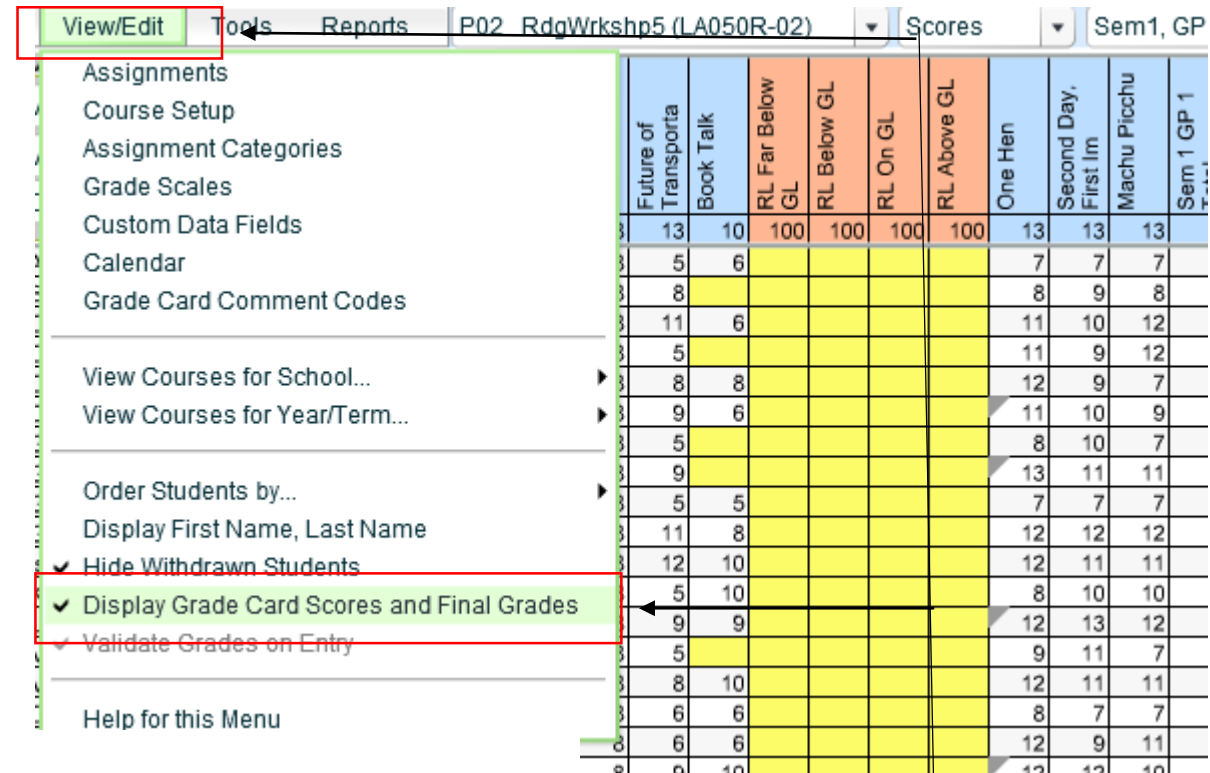 View/Edit Tools Reports P02 RdgWrkshp5 (LA050R-02) Scores Sem1, GP
Assignments
Course Setup
Assignment Categories
Grade Scales
Custom Data Fields
Calendar
Grade Card Comment Codes
View Courses for School...
View Courses for Year/Term...
Order Students by...
Display First Name, Last Name
Hide Withdrawn Students
Display Grade Card Scores and Final Grades
Validate Grades on Entry
Help for this Menu
Future of
Transporta
Book Talk
RL Far Below
GL
RL Below GL
RL On GL
RL Above GL
One Hen
Second Day,
First Im
Machu Picchu
Sem 1 GP 1
13 10 100 100 100 100 13 13 13
5 6 7 7 7
8 8 9 8
11 6 11 10 12
5 11 9 12
8 8 12 9 7
9 6 11 10 9
5 8 10 7
9 13 11 11
5 5 7 7 7
11 8 12 12 12
12 10 12 11 11
5 10 8 10 10
9 9 12 13 12
5 9 11 7
8 10 12 11 11
6 6 8 7 7
8 6 6 12 9 11